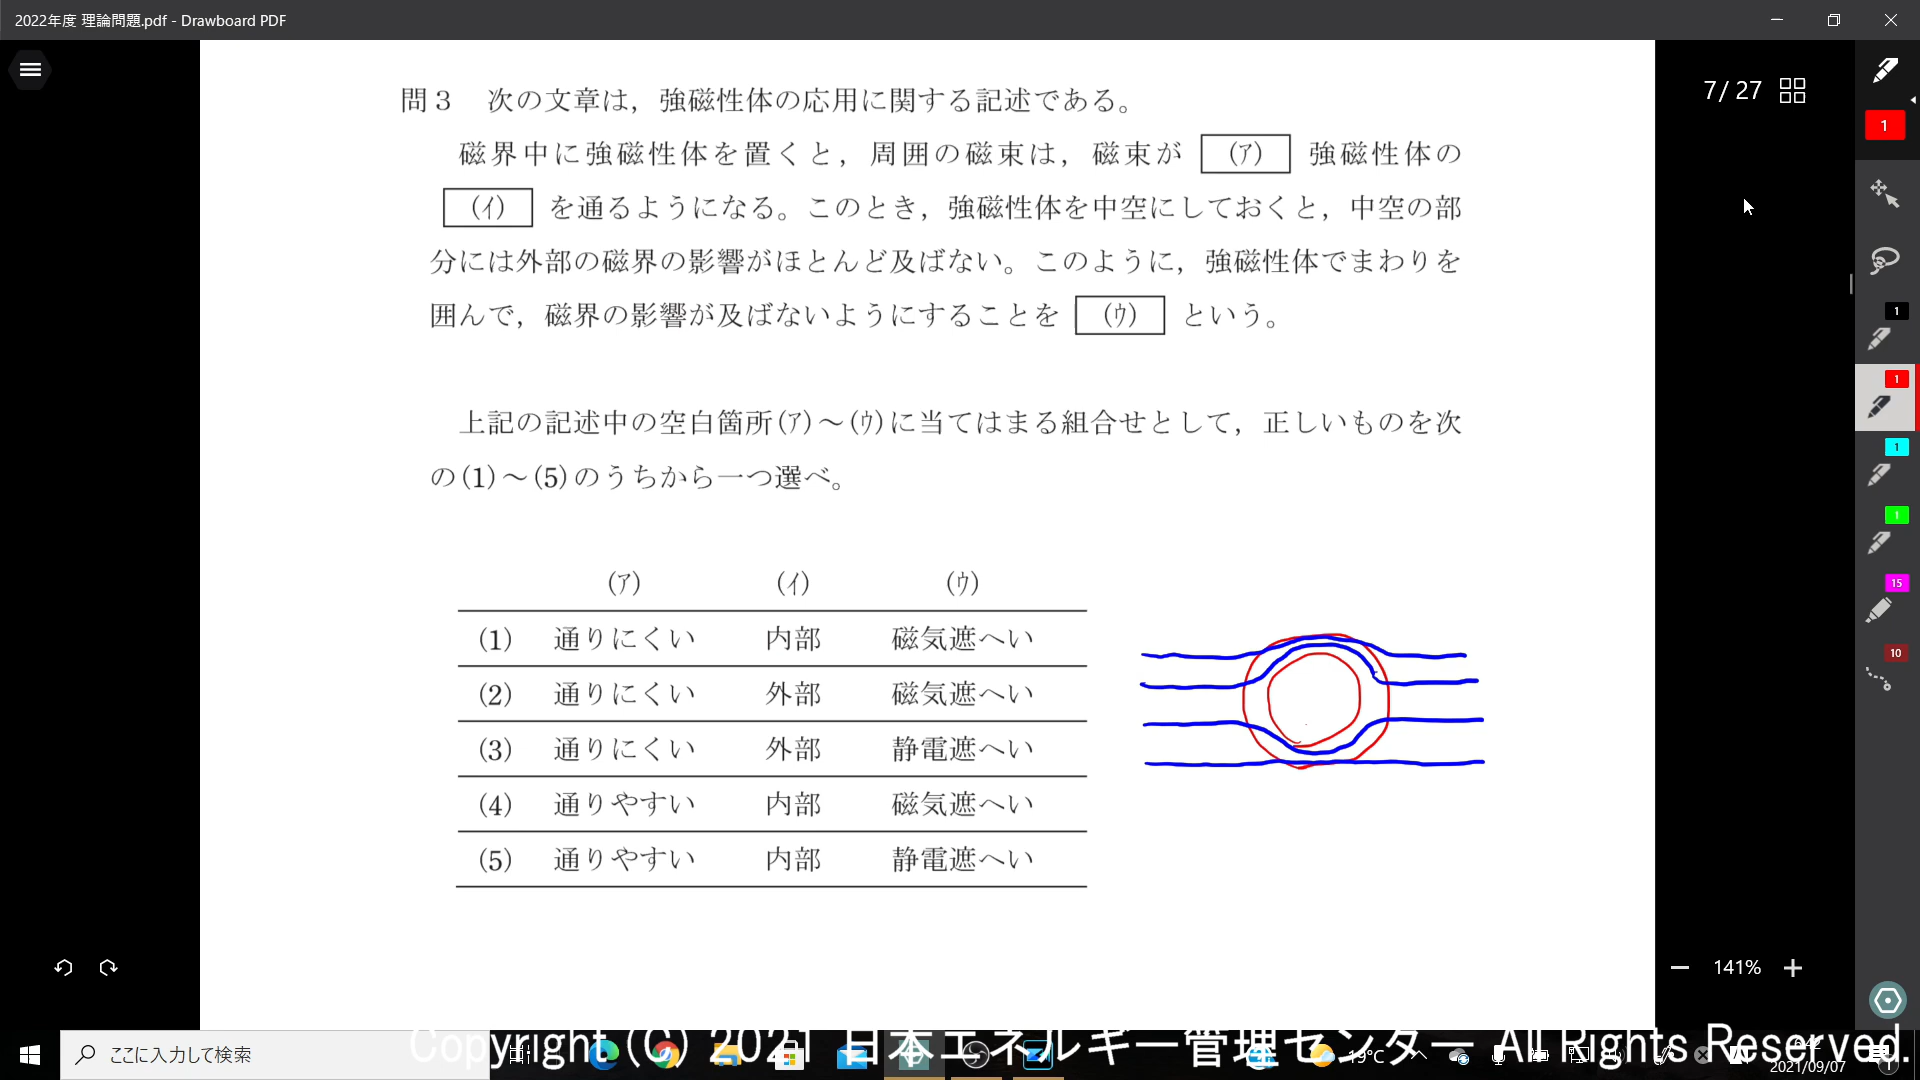 2022年度 理論問題.pdf - Drawboard PDF
7/ 27
問３ 次の文章は，強磁性体の応用に関する記述である。
磁界中に強磁性体を置くと，周囲の磁束は，磁束が (ｱ) 強磁性体の
(ｲ) を通るようになる。このとき，強磁性体を中空にしておくと，中空の部
分には外部の磁界の影響がほとんど及ばない。このように，強磁性体でまわりを
囲んで，磁界の影響が及ばないようにすることを (ｳ) という。
上記の記述中の空白箇所(ｱ)～(ｳ)に当てはまる組合せとして，正しいものを次
の(1)～(5)のうちから一つ選べ。
(ｱ) (ｲ) (ｳ)
(1) 通りにくい 内部 磁気遮へい
(2) 通りにくい 外部 磁気遮へい
(3) 通りにくい 外部 静電遮へい
(4) 通りやすい 内部 磁気遮へい
(5) 通りやすい 内部 静電遮へい
1
1
1
1
1
15
10
141%
Copyright (C) 2021 日本エネルギー管理センター All Rights Reserved.
ここに入力して検索
19°C
2021/09/07